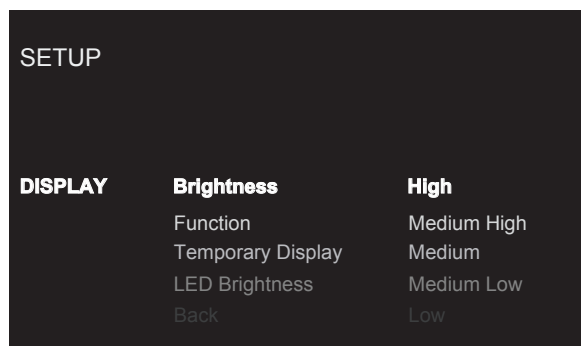 SETUP
DISPLAY Brightness High
Function Medium High
Temporary Display Medium
LED Brightness Medium Low
Back Low